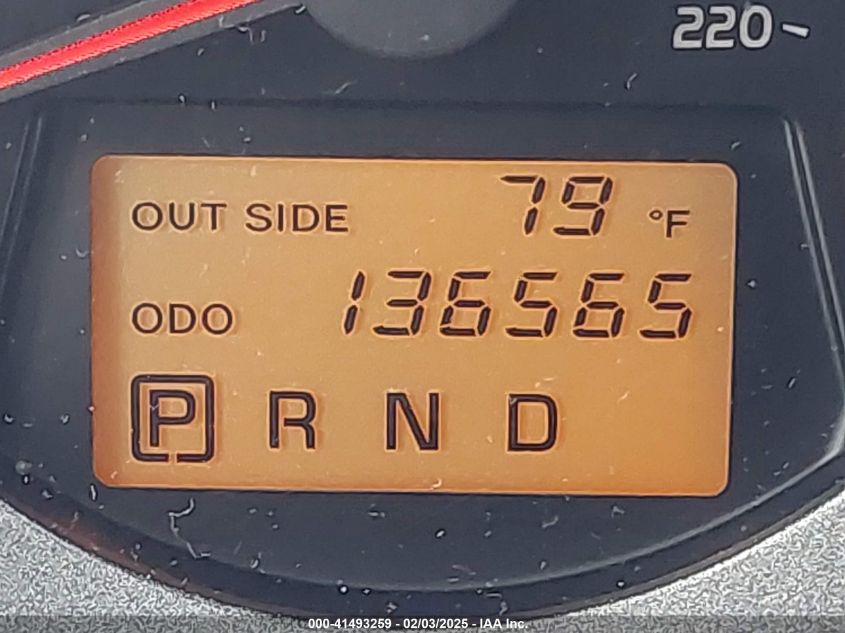 220
OUT SIDE 79 °F
ODO 136565
P R N D
000-41493259 - 02/03/2025 - IAA Inc.